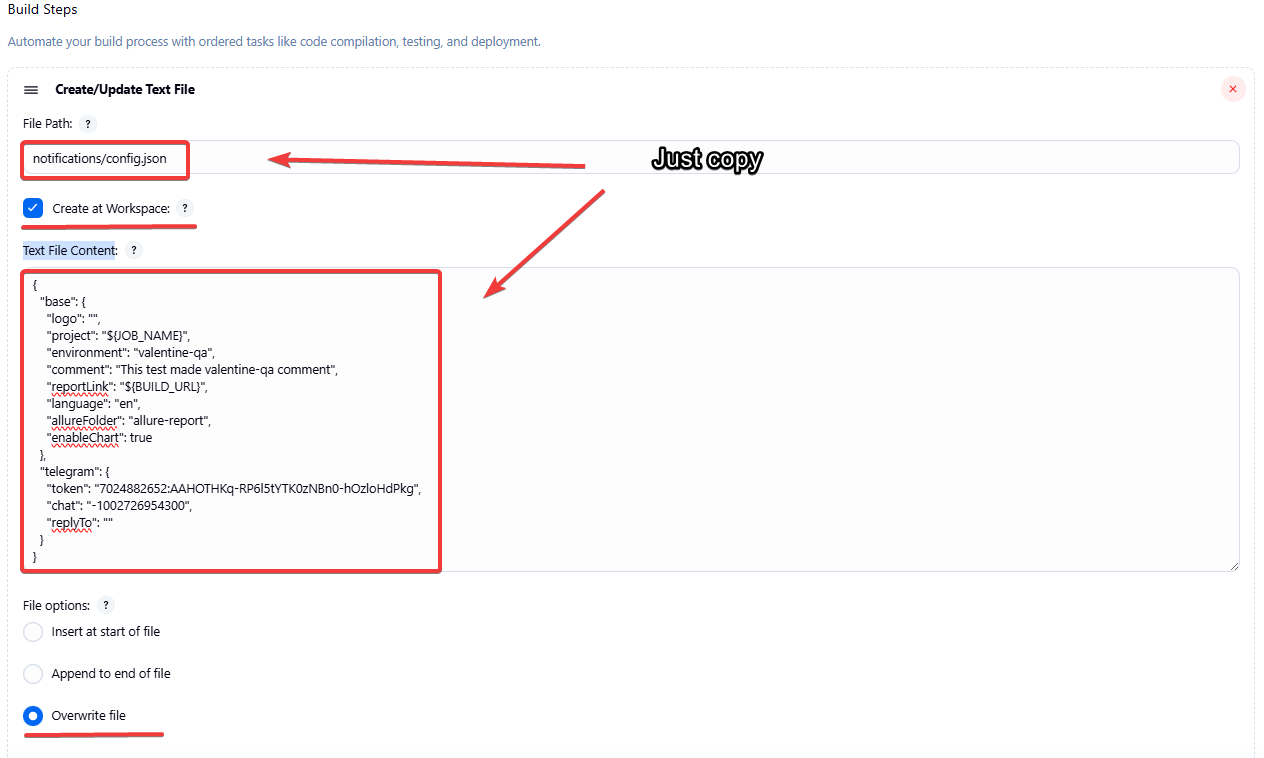 Build Steps
Automate your build process with ordered tasks like code compilation, testing, and deployment.
Create/Update Text File
File Path: ?
notifications/config.json
Just copy
Create at Workspace: ?
Text File Content: ?
{
"base": {
"logo": "",
"project": "${JOB_NAME}",
"environment": "valentine-qa",
"comment": "This test made valentine-qa comment",
"reportLink": "${BUILD_URL}",
"language": "en",
"allureFolder": "allure-report",
"enableChart": true
},
"telegram": {
"token": "7024882652:AAHOTHKq-RP6l5tYTK0zNBn0-hOzloHdPkg",
"chat": "-1002726954300",
"replyTo": ""
}
}
File options: ?
Insert at start of file
Append to end of file
Overwrite file